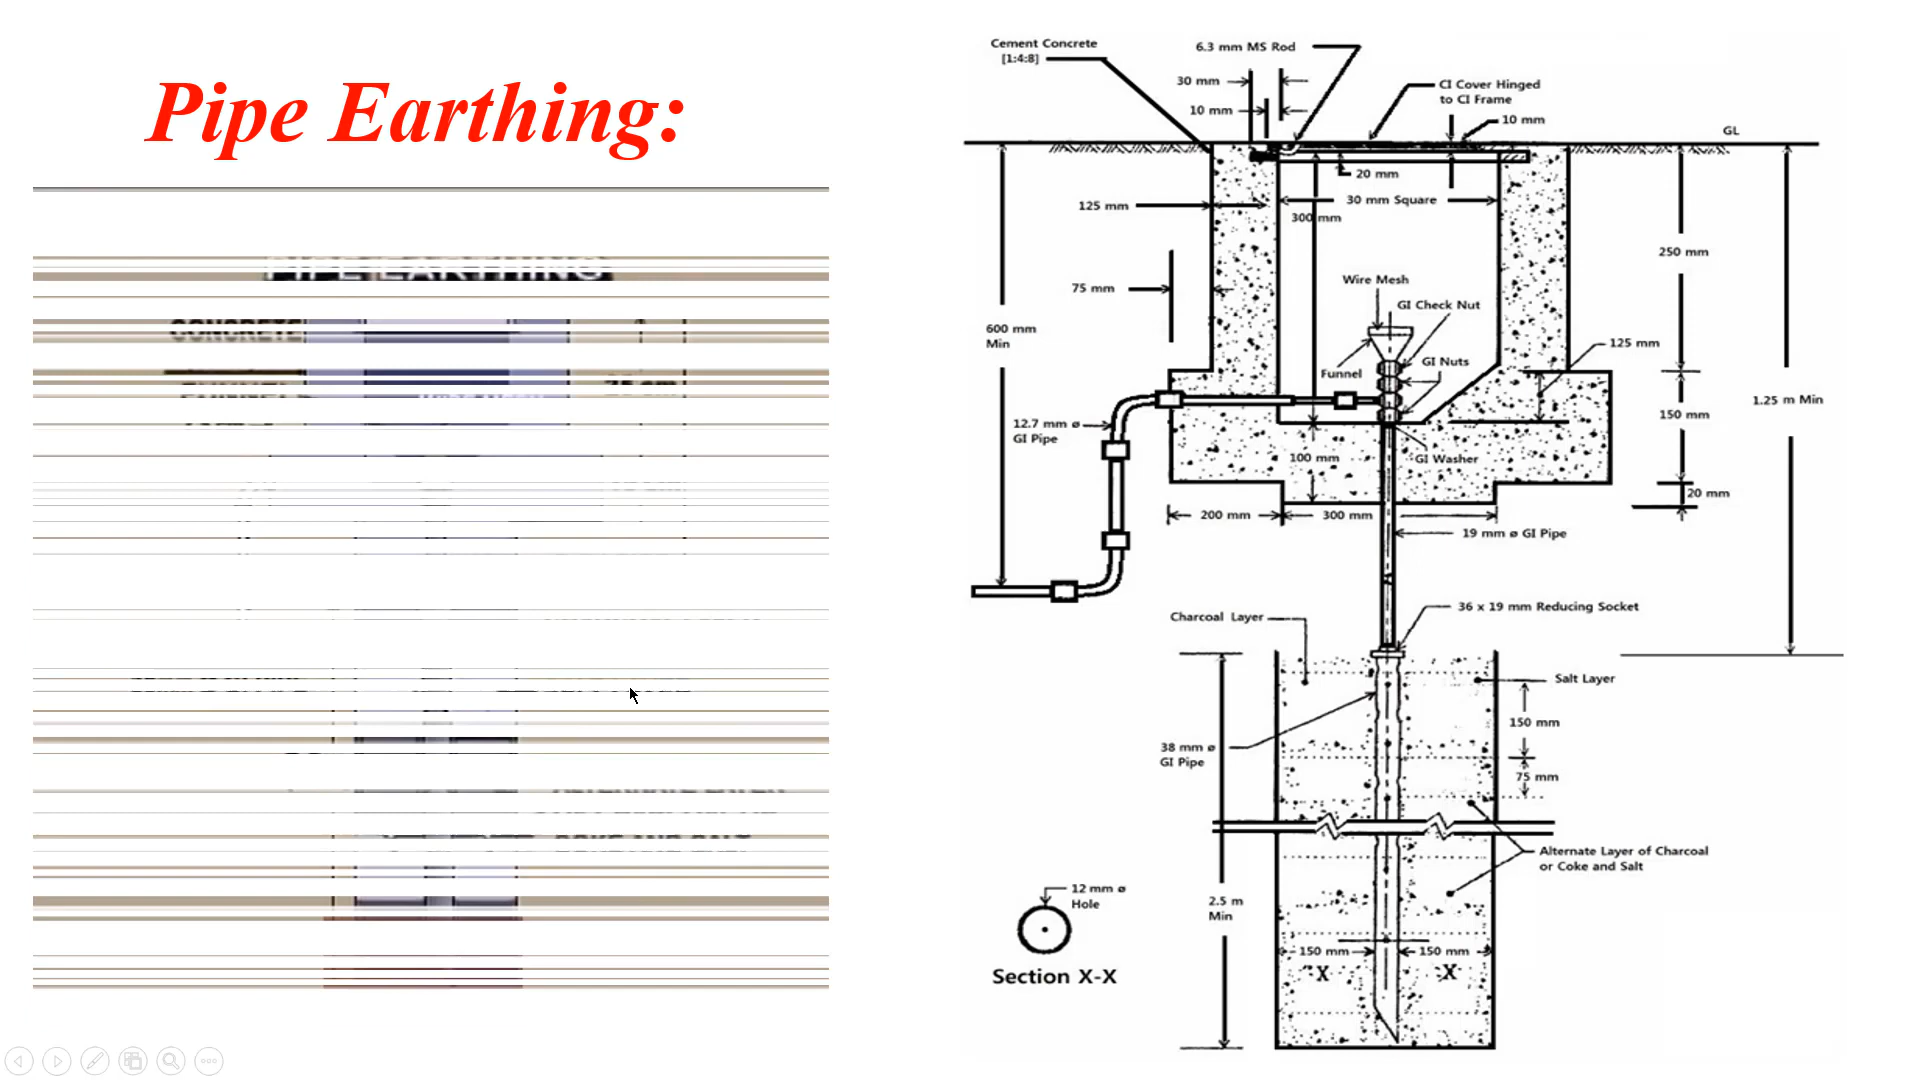 Pipe Earthing:
PIPE EARTHING
CONCRETE
Cement Concrete
[1:4:8]
6.3 mm MS Rod
30 mm
10 mm
CI Cover Hinged
to CI Frame
10 mm
GL
20 mm
125 mm
30 mm Square
300 mm
250 mm
75 mm
Wire Mesh
GI Check Nut
600 mm
Min
125 mm
GI Nuts
Funnel
1.25 m Min
150 mm
12.7 mm ø
GI Pipe
100 mm
GI Washer
20 mm
200 mm
300 mm
19 mm ø GI Pipe
36 x 19 mm Reducing Socket
Charcoal Layer
Salt Layer
150 mm
38 mm ø
GI Pipe
75 mm
Alternate Layer of Charcoal
or Coke and Salt
12 mm ø
Hole
2.5 m
Min
150 mm
150 mm
X
X
Section X-X